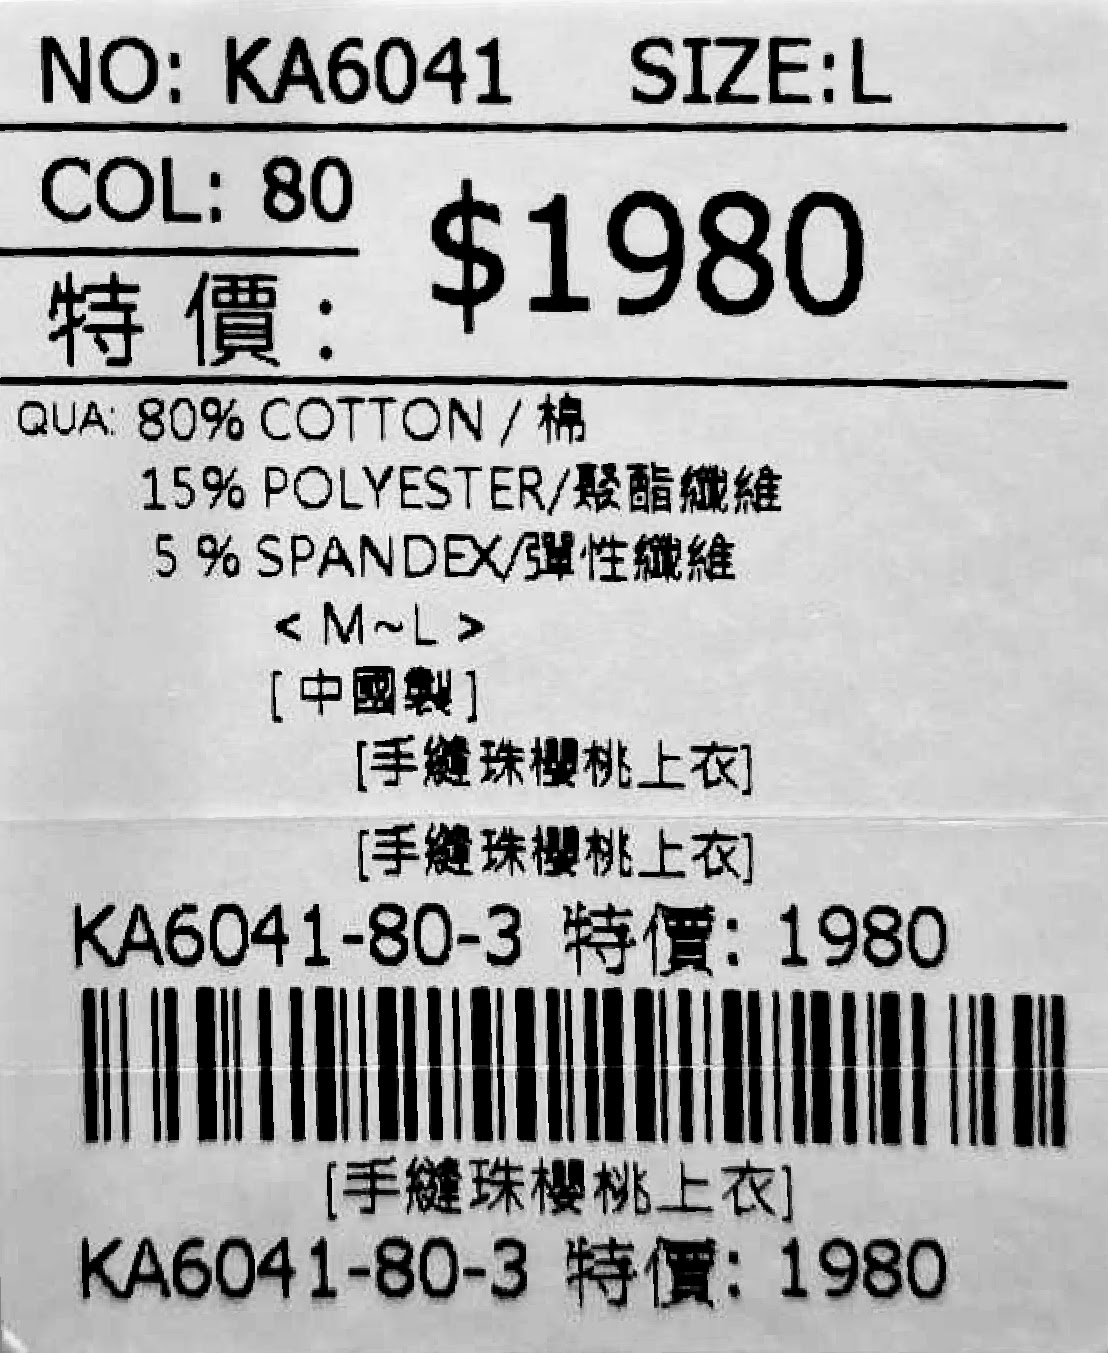 NO: KA6041 SIZE:L
COL: 80
$1980
特價:
QUA: 80% COTTON / 棉
15% POLYESTER/聚酯纖維
5 % SPANDEX/彈性纖維
< M~L >
[ 中國製 ]
[手縫珠櫻桃上衣]
[手縫珠櫻桃上衣]
KA6041-80-3 特價: 1980
[手縫珠櫻桃上衣]
KA6041-80-3 特價: 1980